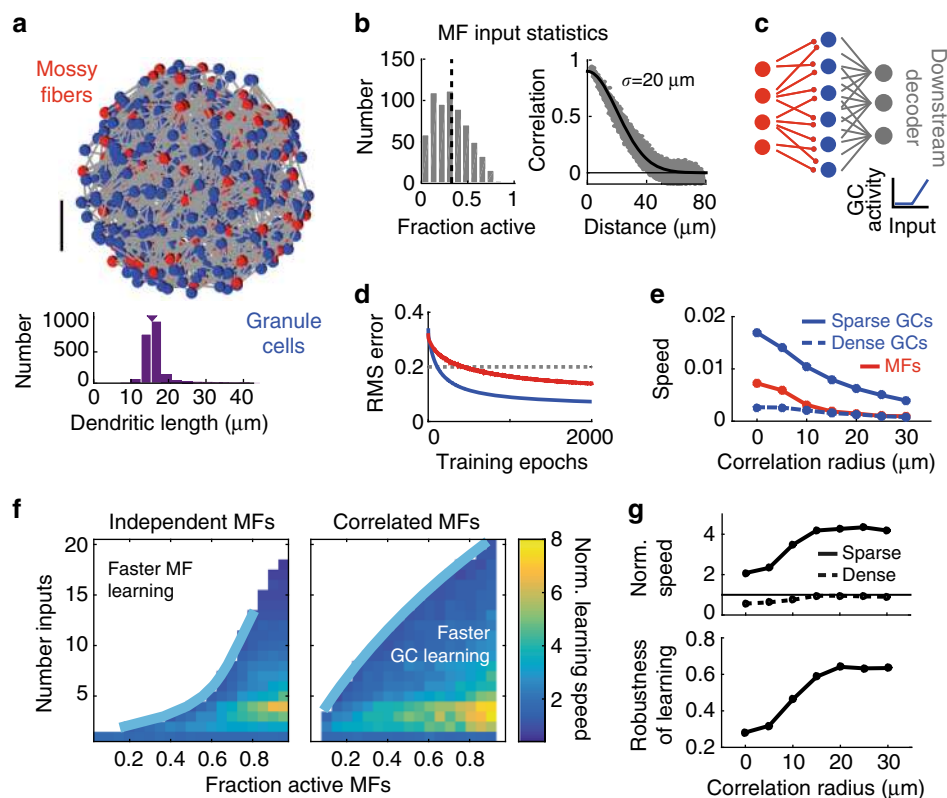 a
Mossy
fibers
Number
1000
500
0
Granule
cells
0 10 20 30 40
Dendritic length (μm)
b
MF input statistics
Number
150
100
50
0
0 0.5 1
Fraction active
Correlation
1
0.5
0
σ=20 μm
0 40 80
Distance (μm)
c
Downstream
decoder
GC
activity
Input
d
RMS error
0.4
0.2
0
0 2000
Training epochs
e
Speed
0.02
0.01
0
Sparse GCs
Dense GCs
MFs
0 10 20 30
Correlation radius (μm)
f
Independent MFs
Correlated MFs
Number inputs
20
15
10
5
Faster MF
learning
Faster
GC learning
0.2 0.4 0.6 0.8
0.2 0.4 0.6 0.8
Fraction active MFs
8
6
4
2
Norm. learning speed
g
Norm.
speed
4
2
0
Sparse
Dense
Robustness
of learning
0.8
0.6
0.4
0.2
0 10 20 30
Correlation radius (μm)